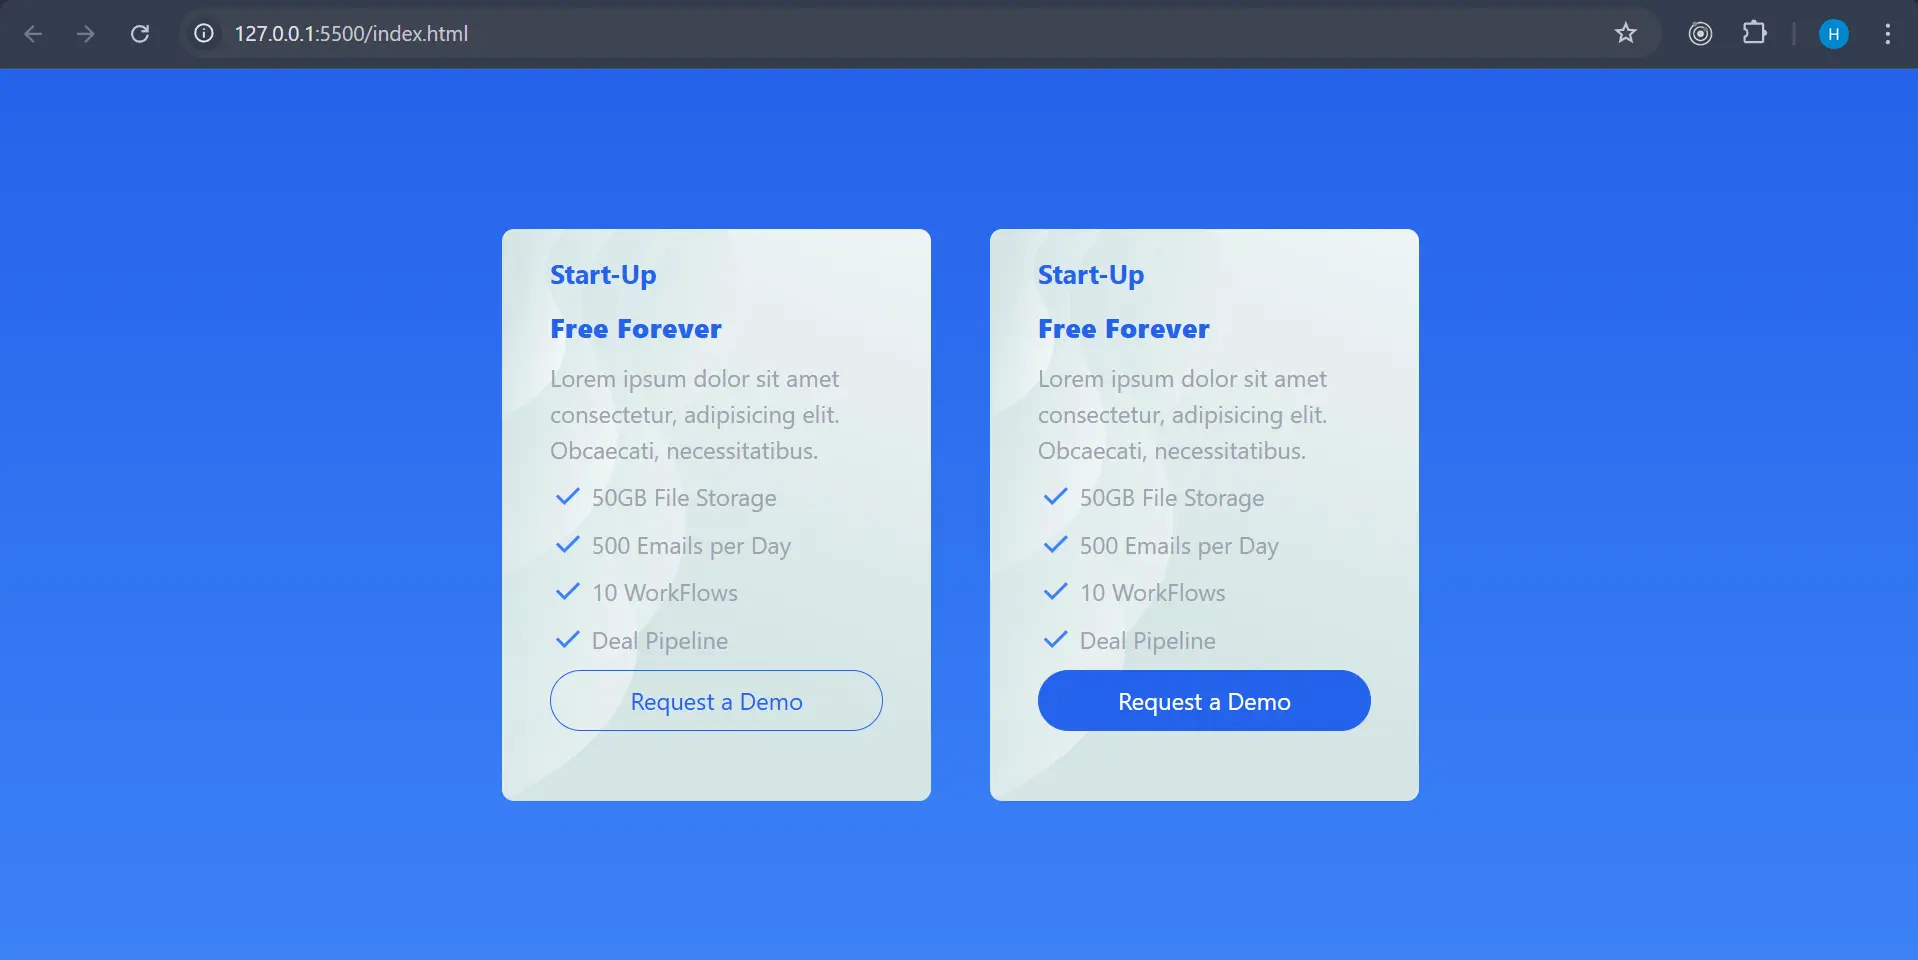 127.0.0.1:5500/index.html
H
Start-Up
Free Forever
Lorem ipsum dolor sit amet
consectetur, adipisicing elit.
Obcaecati, necessitatibus.
50GB File Storage
500 Emails per Day
10 WorkFlows
Deal Pipeline
Request a Demo
Start-Up
Free Forever
Lorem ipsum dolor sit amet
consectetur, adipisicing elit.
Obcaecati, necessitatibus.
50GB File Storage
500 Emails per Day
10 WorkFlows
Deal Pipeline
Request a Demo